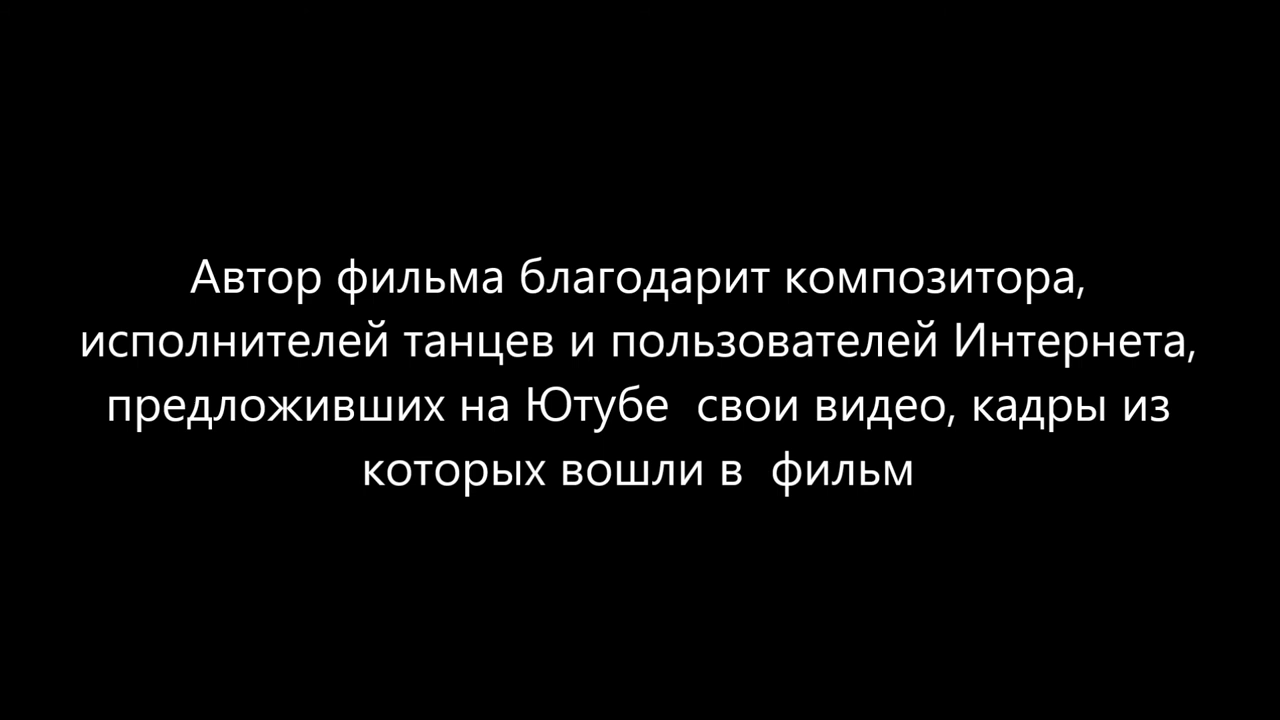 Автор фильма благодарит композитора,
исполнителей танцев и пользователей Интернета,
предложивших на Ютубе  свои видео, кадры из
которых вошли в  фильм